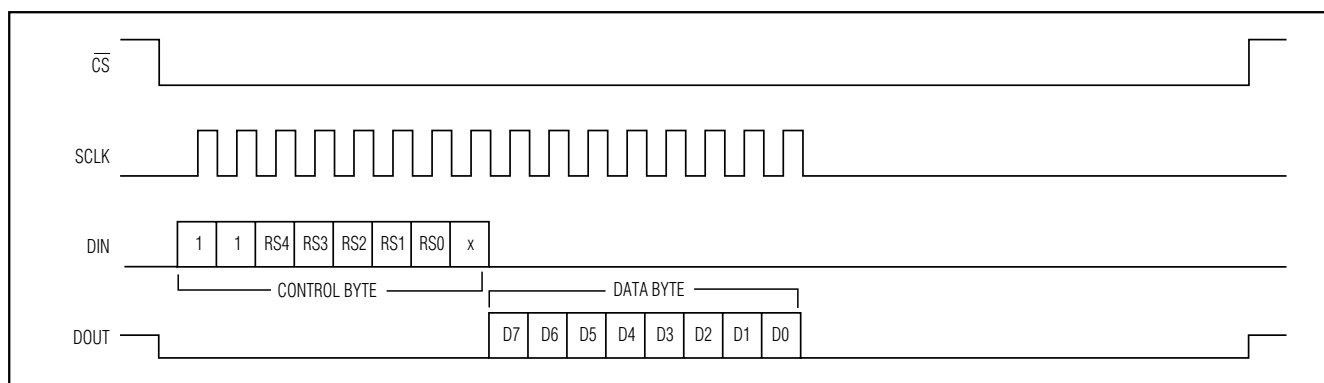 CS
SCLK
DIN
1 1 RS4 RS3 RS2 RS1 RS0 x
CONTROL BYTE
DATA BYTE
DOUT
D7 D6 D5 D4 D3 D2 D1 D0